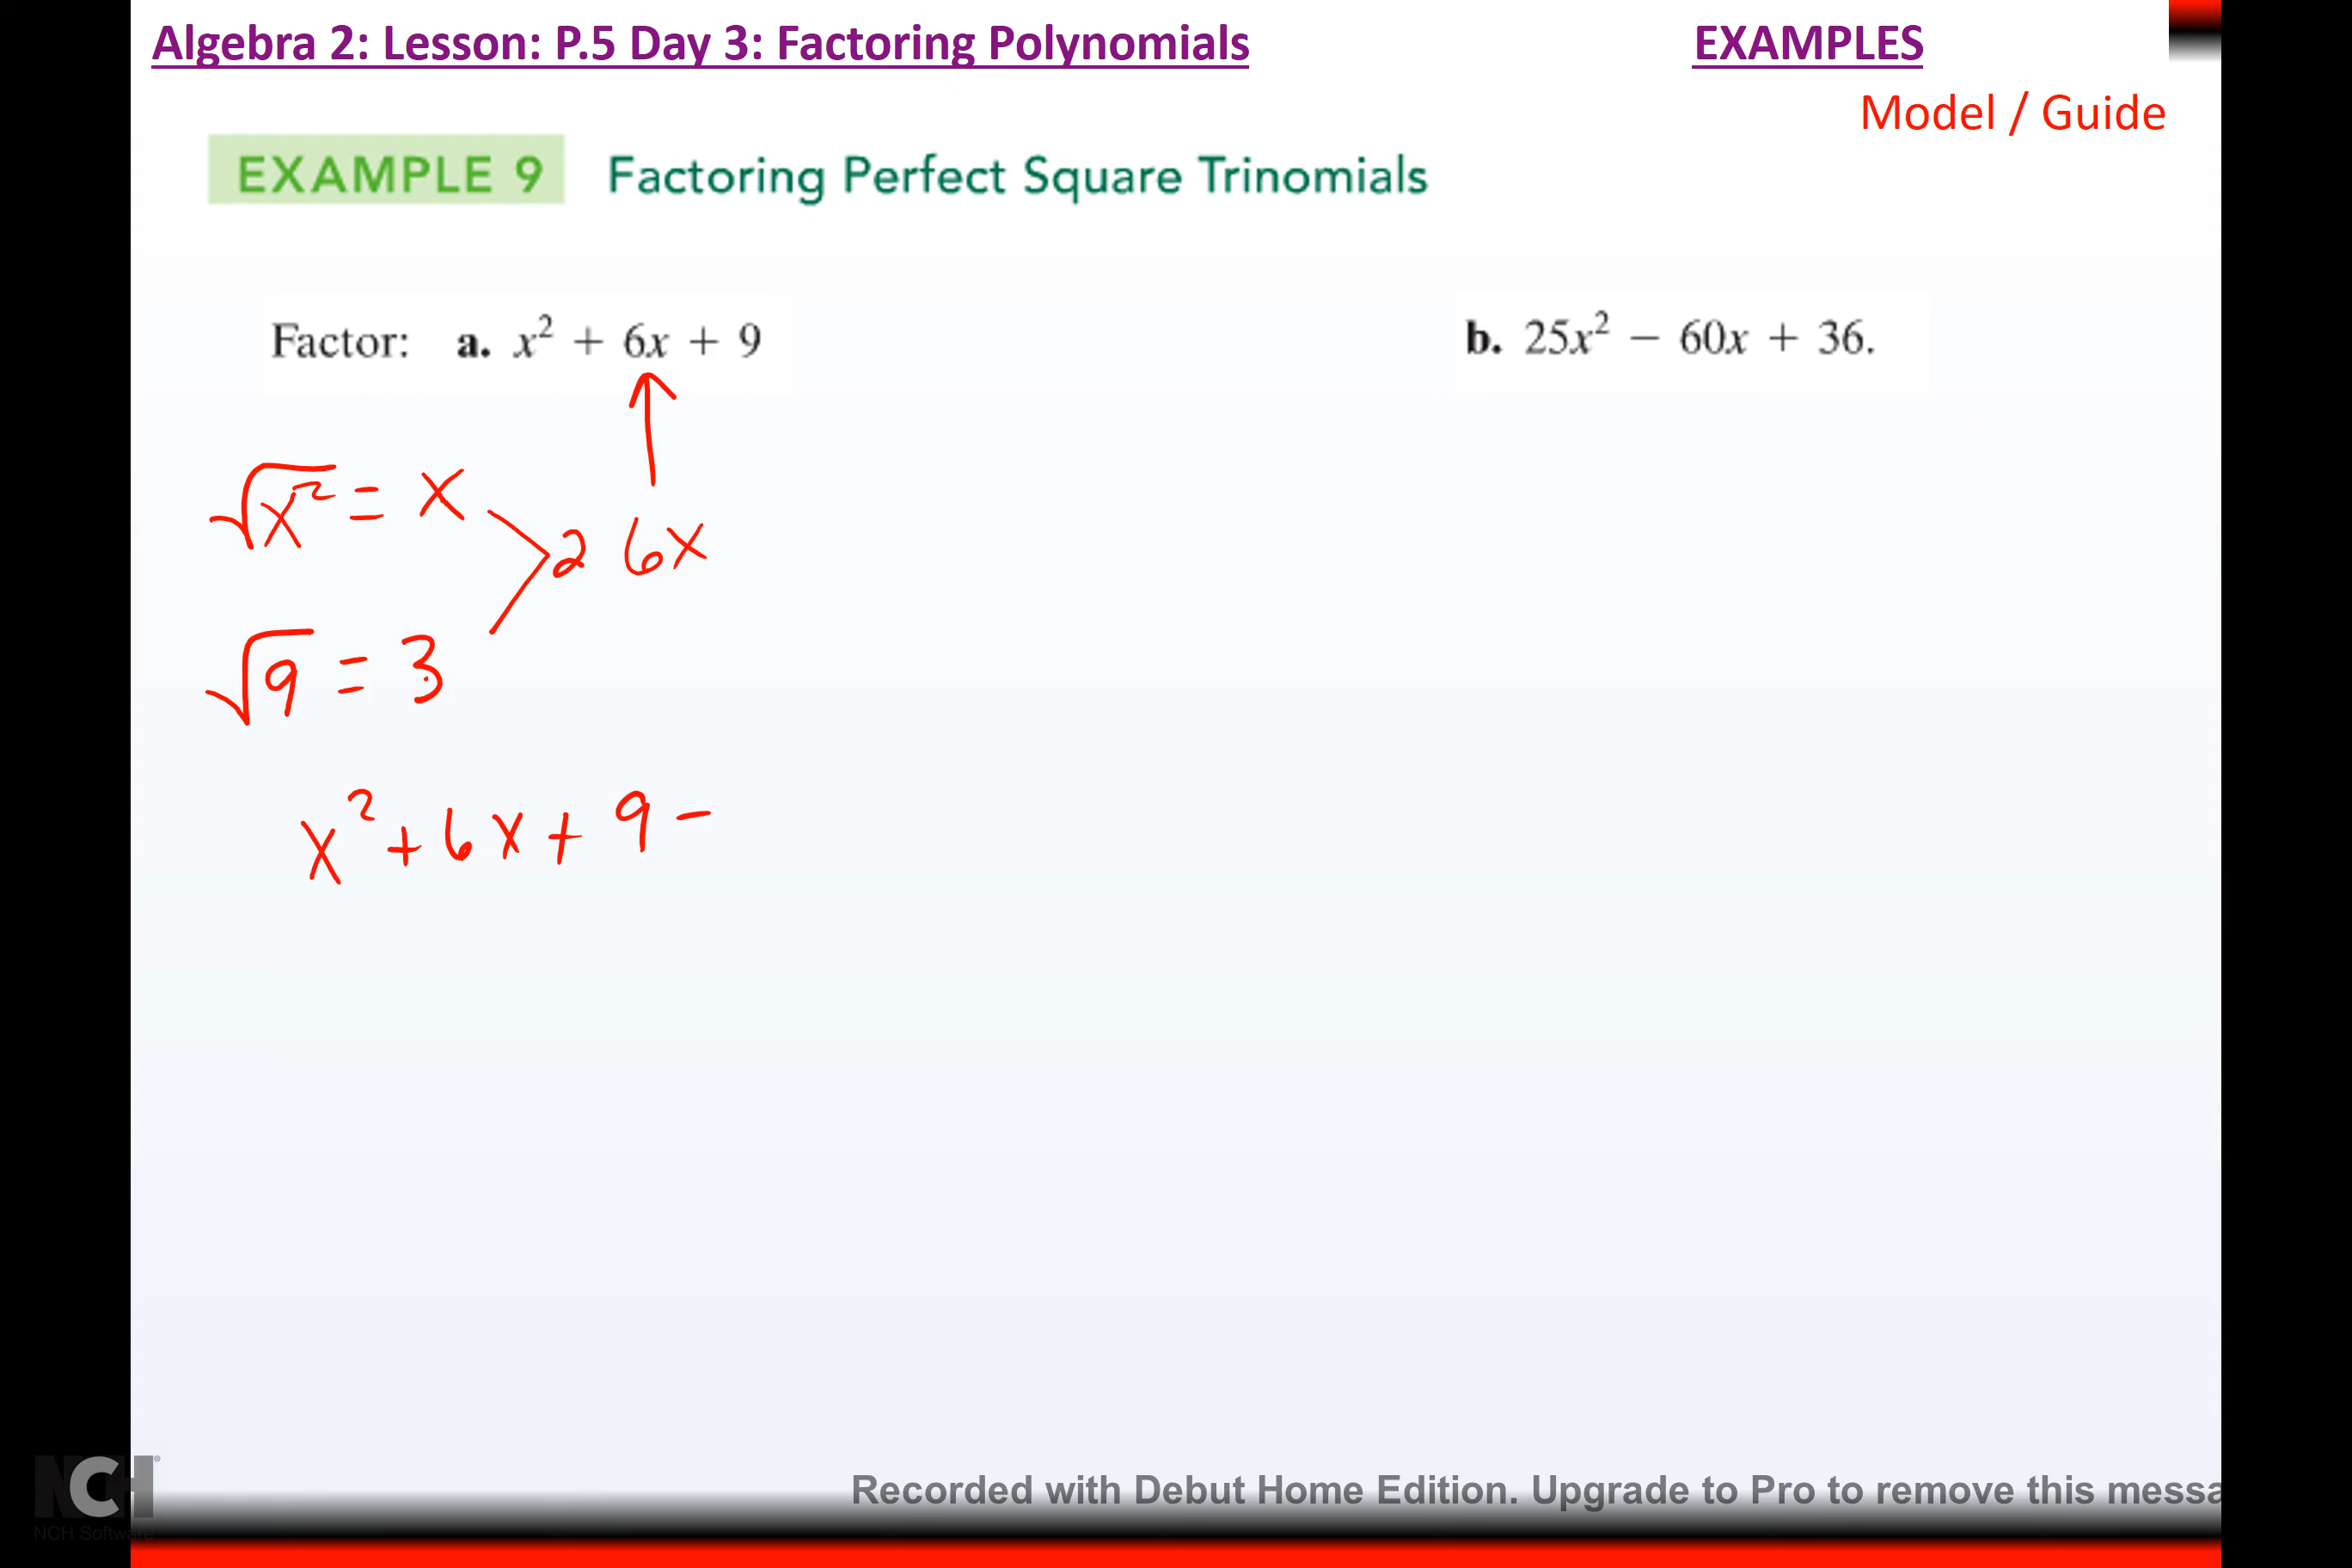 Algebra 2: Lesson: P.5 Day 3: Factoring Polynomials EXAMPLES
Model / Guide
EXAMPLE 9 Factoring Perfect Square Trinomials
Factor: a. x² + 6x + 9
b. 25x² − 60x + 36.
√x² = x
2 6x
√9 = 3
x² + 6x + 9 −
NCH®
NCH Software
Recorded with Debut Home Edition. Upgrade to Pro to remove this messa